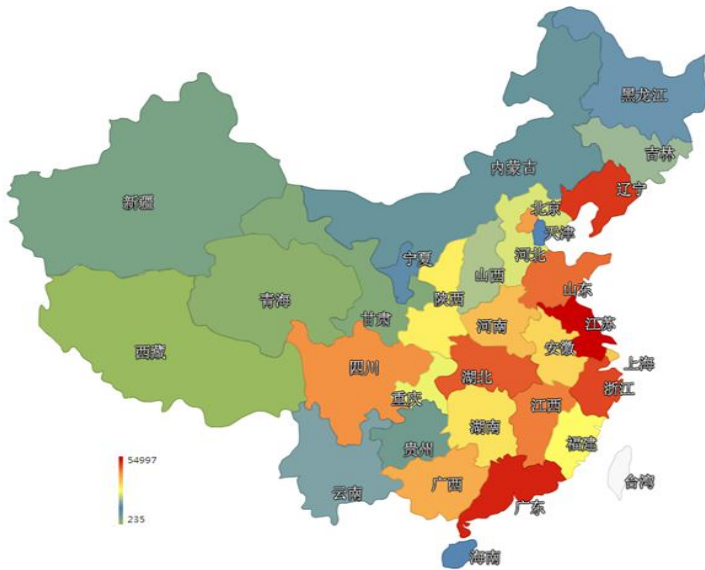 黑龙江
吉林
内蒙古
辽宁
新疆
北京
天津
宁夏
河北
山西
山东
陕西
青海
甘肃
河南
江苏
西藏
安徽
四川
上海
湖北
浙江
重庆
江西
湖南
福建
贵州
54997
台湾
广西
云南
广东
235
海南